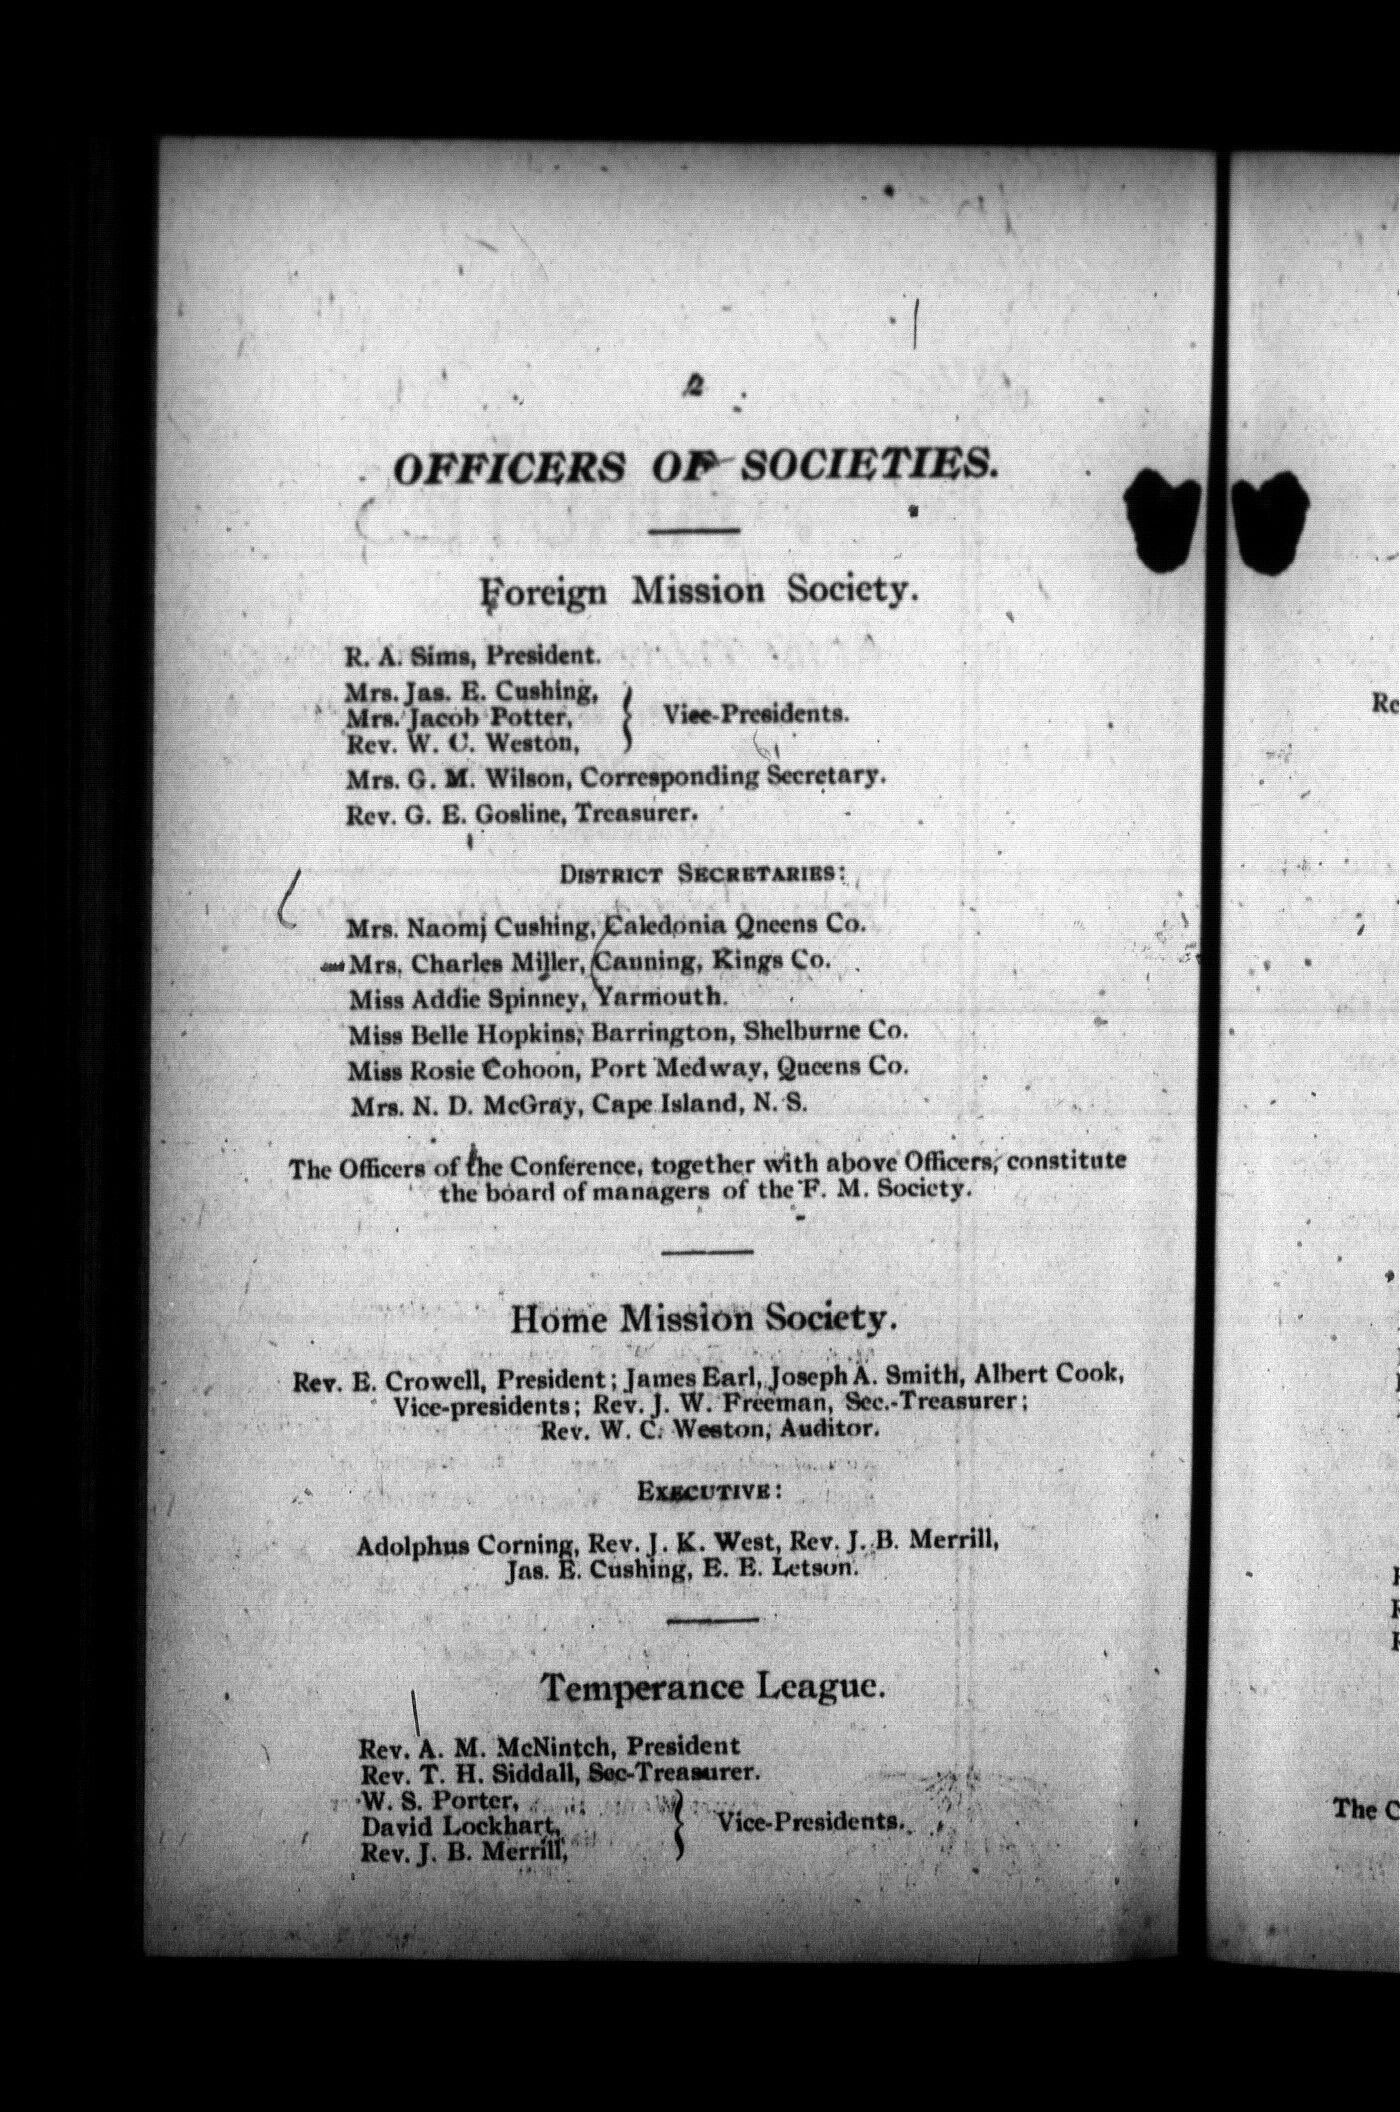 2
OFFICERS OF SOCIETIES.
Foreign Mission Society.
R. A. Sims, President.
Mrs. Jas. E. Cushing,
Mrs. Jacob Potter,
Rev. W. C. Weston,
} Vice-Presidents.
Mrs. G. M. Wilson, Corresponding Secretary.
Rev. G. E. Gosline, Treasurer.
DISTRICT SECRETARIES:
Mrs. Naomi Cushing, Caledonia Qneens Co.
Mrs. Charles Miller, Canning, Kings Co.
Miss Addie Spinney, Yarmouth.
Miss Belle Hopkins, Barrington, Shelburne Co.
Miss Rosie Cohoon, Port Medway, Queens Co.
Mrs. N. D. McGray, Cape Island, N. S.
The Officers of the Conference, together with above Officers, constitute
the board of managers of the F. M. Society.
Home Mission Society.
Rev. E. Crowell, President; James Earl, Joseph A. Smith, Albert Cook,
Vice-presidents; Rev. J. W. Freeman, Sec.-Treasurer;
Rev. W. C. Weston, Auditor.
EXECUTIVE:
Adolphus Corning, Rev. J. K. West, Rev. J. B. Merrill,
Jas. E. Cushing, E. E. Letson.
Temperance League.
Rev. A. M. McNintch, President
Rev. T. H. Siddall, Sec-Treasurer.
W. S. Porter,
David Lockhart,
Rev. J. B. Merrill,
} Vice-Presidents.
The